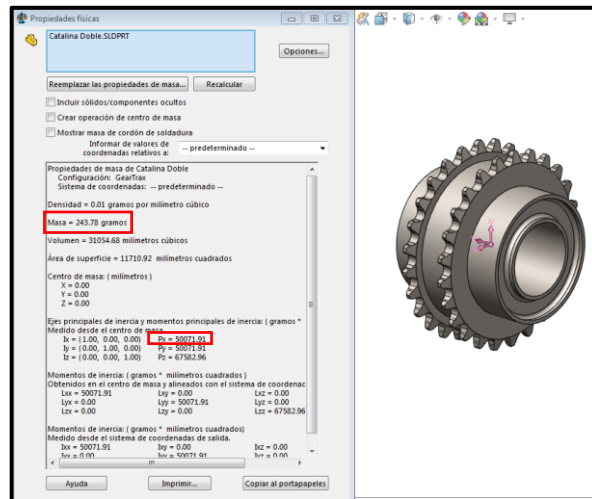 Propiedades físicas
Catalina Doble.SLDPRT
Opciones...
Reemplazar las propiedades de masa...
Recalcular
Incluir sólidos/componentes ocultos
Crear operación de centro de masa
Mostrar masa de cordón de soldadura
Informar de valores de
coordenadas relativos a:
-- predeterminado --
Propiedades de masa de Catalina Doble
Configuración: GearTrax
Sistema de coordenadas: -- predeterminado --
Densidad = 0.01 gramos por milímetro cúbico
Masa = 243.78 gramos
Volumen = 31054.68 milímetros cúbicos
Área de superficie = 11710.92 milímetros cuadrados
Centro de masa: ( milímetros )
X = 0.00
Y = 0.00
Z = 0.00
Ejes principales de inercia y momentos principales de inercia: ( gramos *
Medido desde el centro de masa
Ix = ( 1.00, 0.00, 0.00) Px = 50071.91
Iy = ( 0.00, 1.00, 0.00) Py = 50071.91
Iz = ( 0.00, 0.00, 1.00) Pz = 67582.96
Momentos de inercia: ( gramos * milímetros cuadrados )
Obtenidos en el centro de masa y alineados con el sistema de coordenac
Lxx = 50071.91 Lxy = 0.00 Lxz = 0.00
Lyx = 0.00 Lyy = 50071.91 Lyz = 0.00
Lzx = 0.00 Lzy = 0.00 Lzz = 67582.96
Momentos de inercia: ( gramos * milímetros cuadrados)
Medido desde el sistema de coordenadas de salida.
Ixx = 50071.91 Ixy = 0.00 Ixz = 0.00
Ayuda
Imprimir...
Copiar al portapapeles